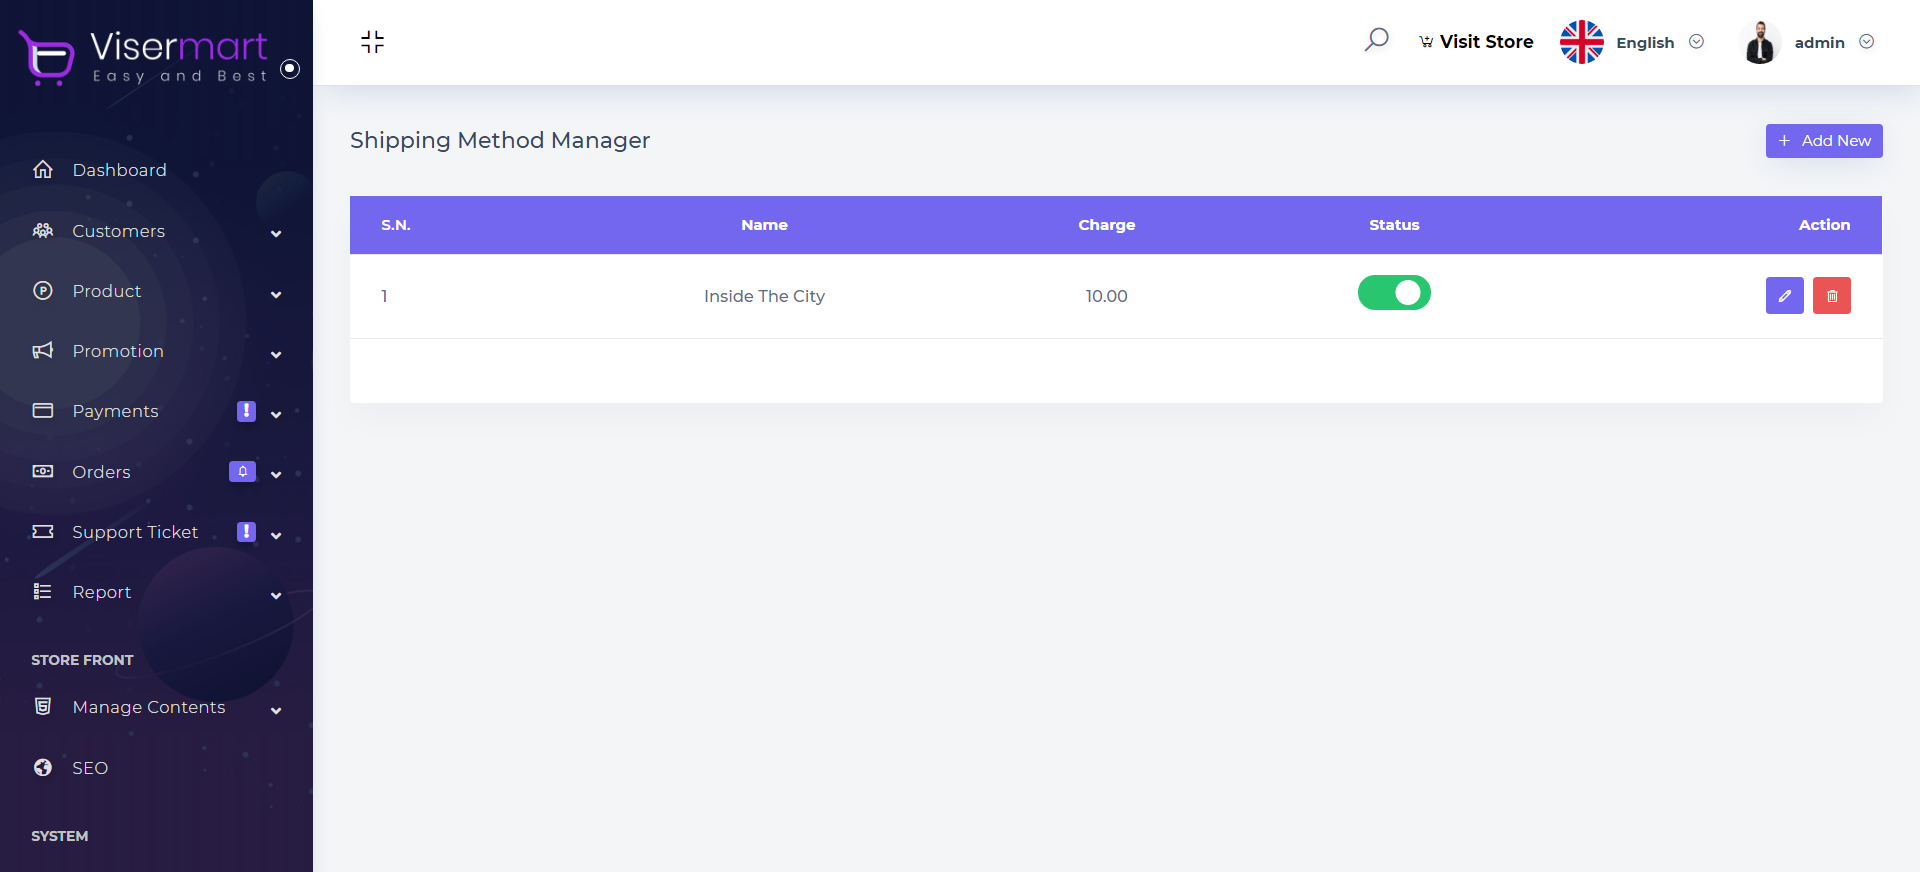 Visermart
Easy and Best
Visit Store
English
admin
Dashboard
Customers
Product
Promotion
Payments
!
Orders
Support Ticket
!
Report
STORE FRONT
Manage Contents
SEO
SYSTEM
Shipping Method Manager
+ Add New
S.N. Name Charge Status Action
1 Inside The City 10.00